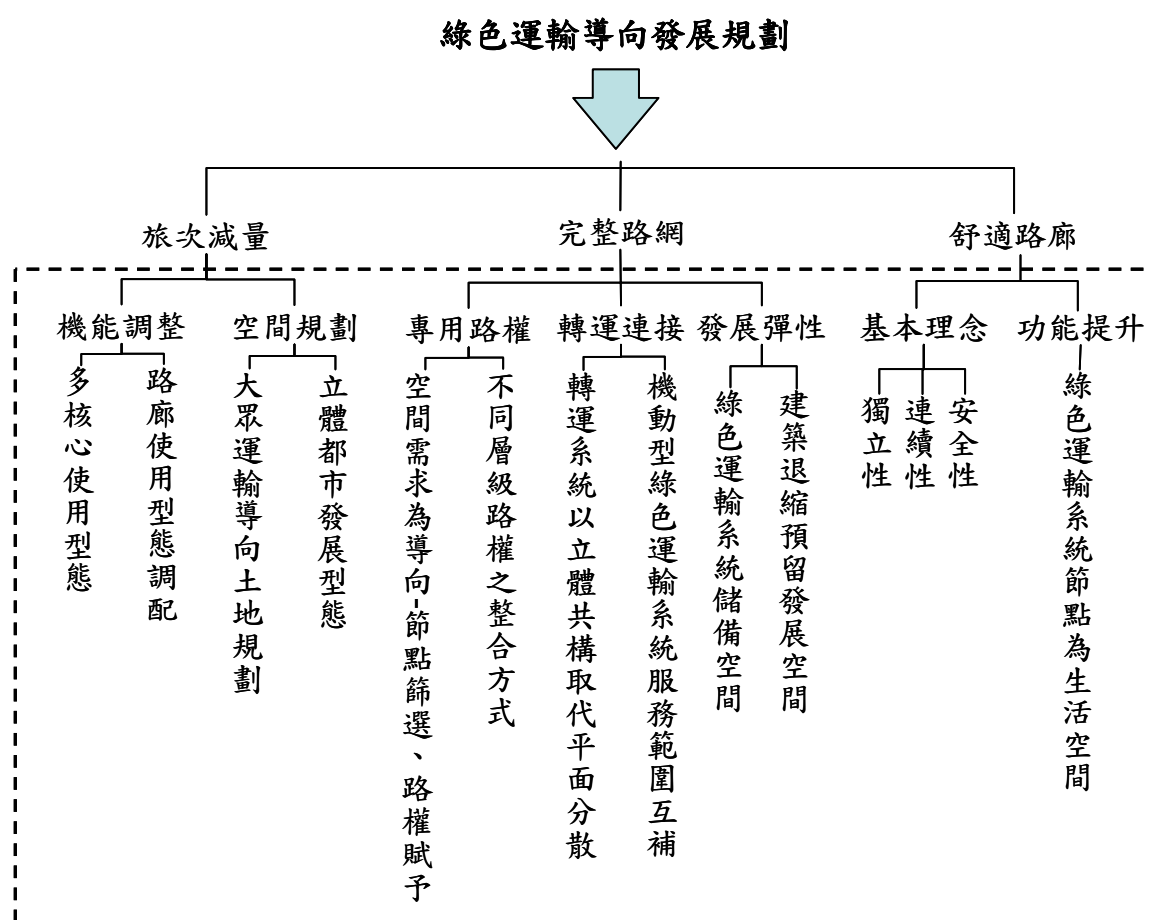 綠色運輸導向發展規劃
旅次減量
完整路網
舒適路廊
機能調整
空間規劃
專用路權
轉運連接
發展彈性
基本理念
功能提升
多核心使用型態
路廊使用型態調配
大眾運輸導向土地規劃
立體都市發展型態
空間需求為導向-節點篩選、路權賦予
不同層級路權之整合方式
轉運系統以立體共構取代平面分散
機動型綠色運輸系統服務範圍互補
綠色運輸系統儲備空間
建築退縮預留發展空間
獨立性
連續性
安全性
綠色運輸系統節點為生活空間